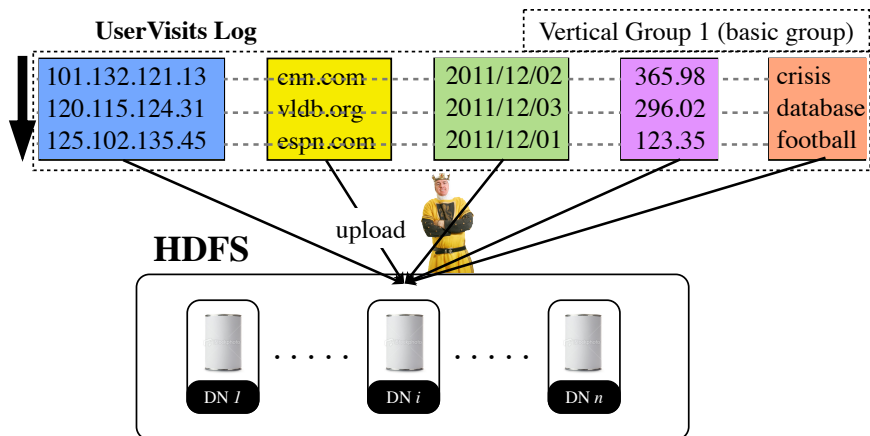 UserVisits Log
Vertical Group 1 (basic group)
101.132.121.13 cnn.com 2011/12/02 365.98 crisis
120.115.124.31 vldb.org 2011/12/03 296.02 database
125.102.135.45 espn.com 2011/12/01 123.35 football
upload
HDFS
. . . . . . . . . .
DN 1 DN i DN n